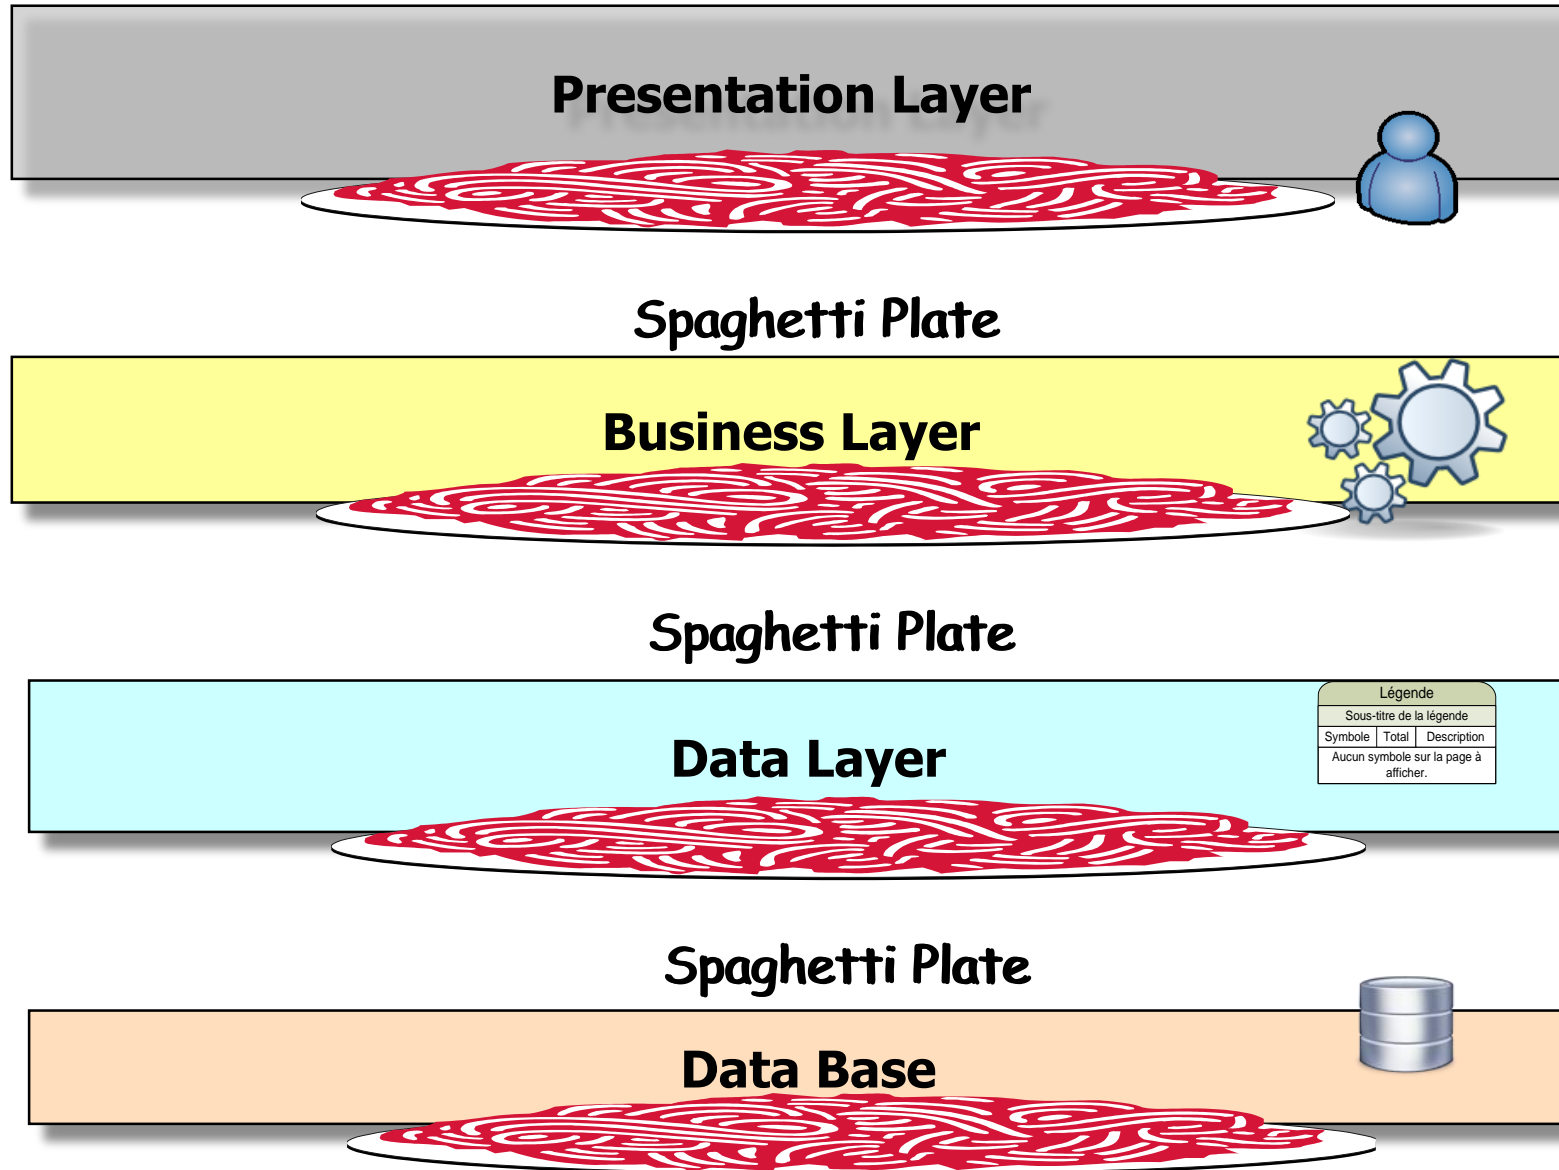 Presentation Layer
Spaghetti Plate
Business Layer
Spaghetti Plate
Légende
Sous-titre de la légende
Symbole Total Description
Aucun symbole sur la page à
afficher.
Data Layer
Spaghetti Plate
Data Base